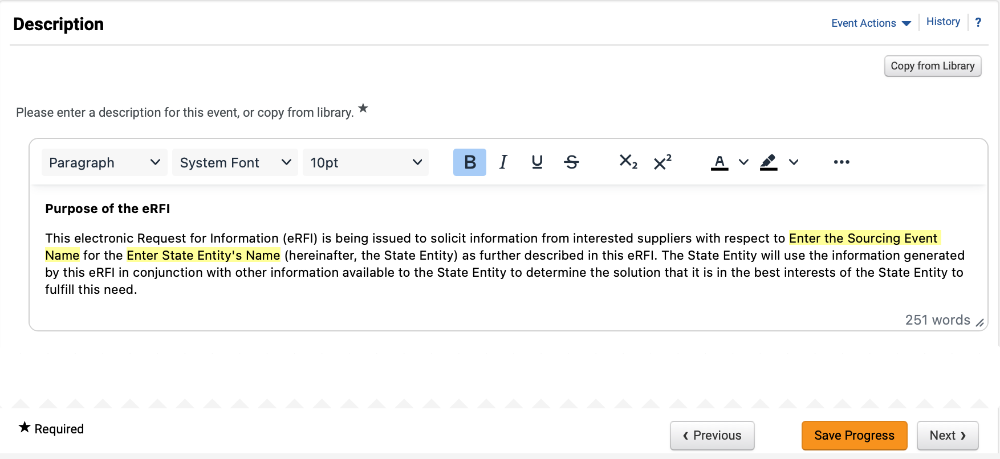 Description
Event Actions
History
?
Copy from Library
Please enter a description for this event, or copy from library. ★
Paragraph
System Font
10pt
B I U S X₂ X² A •••
Purpose of the eRFI
This electronic Request for Information (eRFI) is being issued to solicit information from interested suppliers with respect to Enter the Sourcing Event
Name for the Enter State Entity's Name (hereinafter, the State Entity) as further described in this eRFI. The State Entity will use the information generated
by this eRFI in conjunction with other information available to the State Entity to determine the solution that it is in the best interests of the State Entity to
fulfill this need.
251 words
★ Required
‹ Previous
Save Progress
Next ›